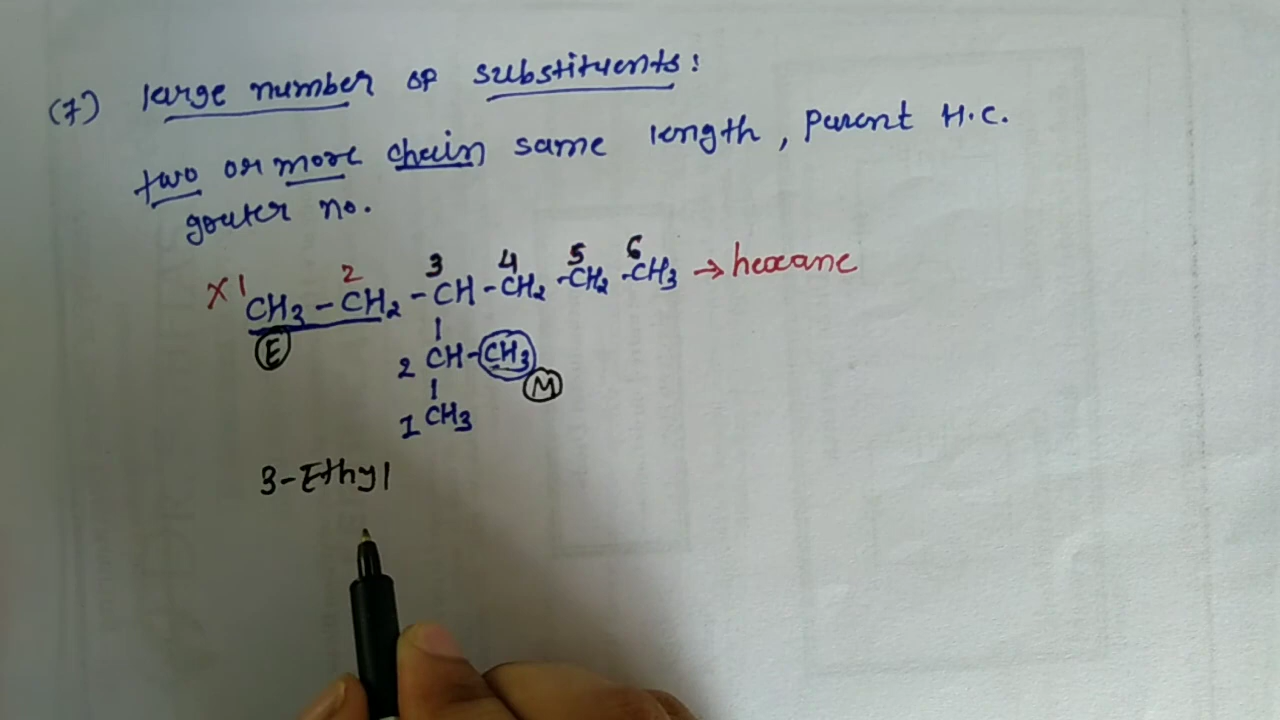 (7) large number of substituents:
two or more chain same length, parent H.C.
greater no.
X 1 2 3 4 5 6
CH3 - CH2 - CH - CH2 - CH2 - CH3 → hexane
E
2 CH - CH3
M
1 CH3
3-Ethyl